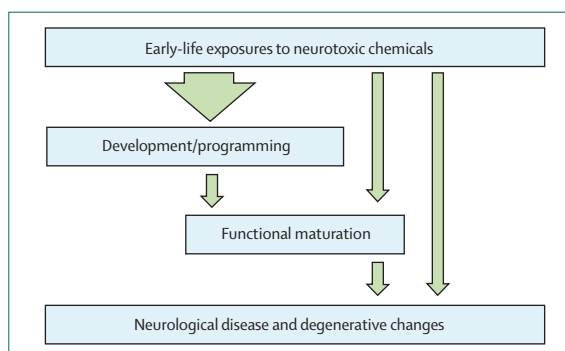 Early-life exposures to neurotoxic chemicals
Development/programming
Functional maturation
Neurological disease and degenerative changes